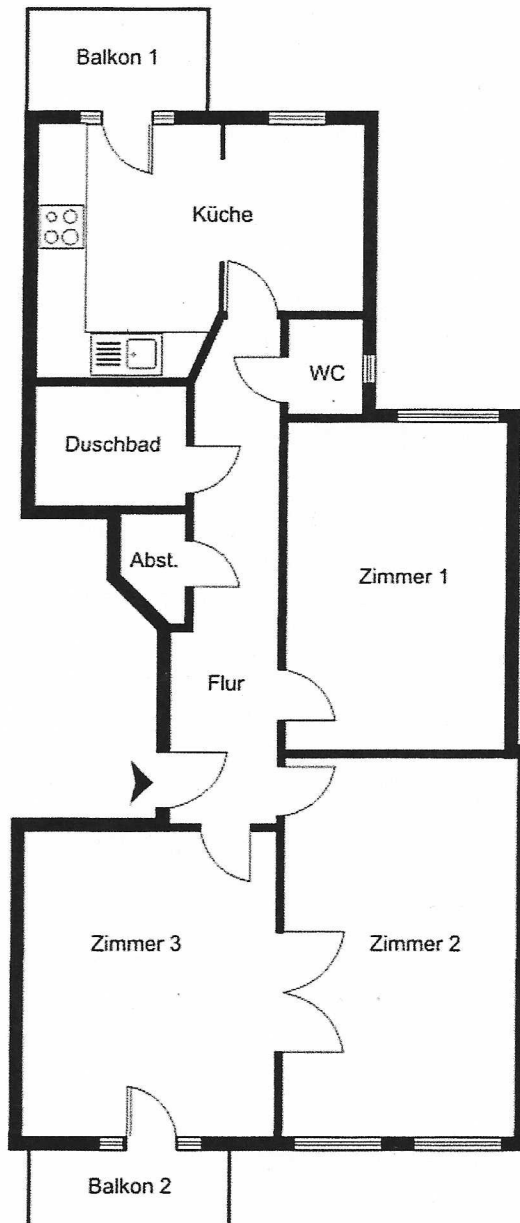 Balkon 1
Küche
WC
Duschbad
Abst.
Zimmer 1
Flur
Zimmer 3
Zimmer 2
Balkon 2